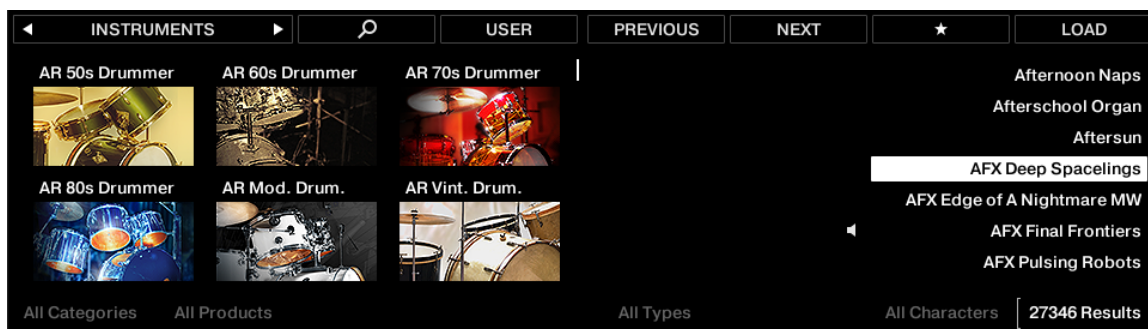 INSTRUMENTS
USER
PREVIOUS
NEXT
LOAD
AR 50s Drummer
AR 60s Drummer
AR 70s Drummer
AR 80s Drummer
AR Mod. Drum.
AR Vint. Drum.
Afternoon Naps
Afterschool Organ
Aftersun
AFX Deep Spacelings
AFX Edge of A Nightmare MW
AFX Final Frontiers
AFX Pulsing Robots
All Categories
All Products
All Types
All Characters
27346 Results